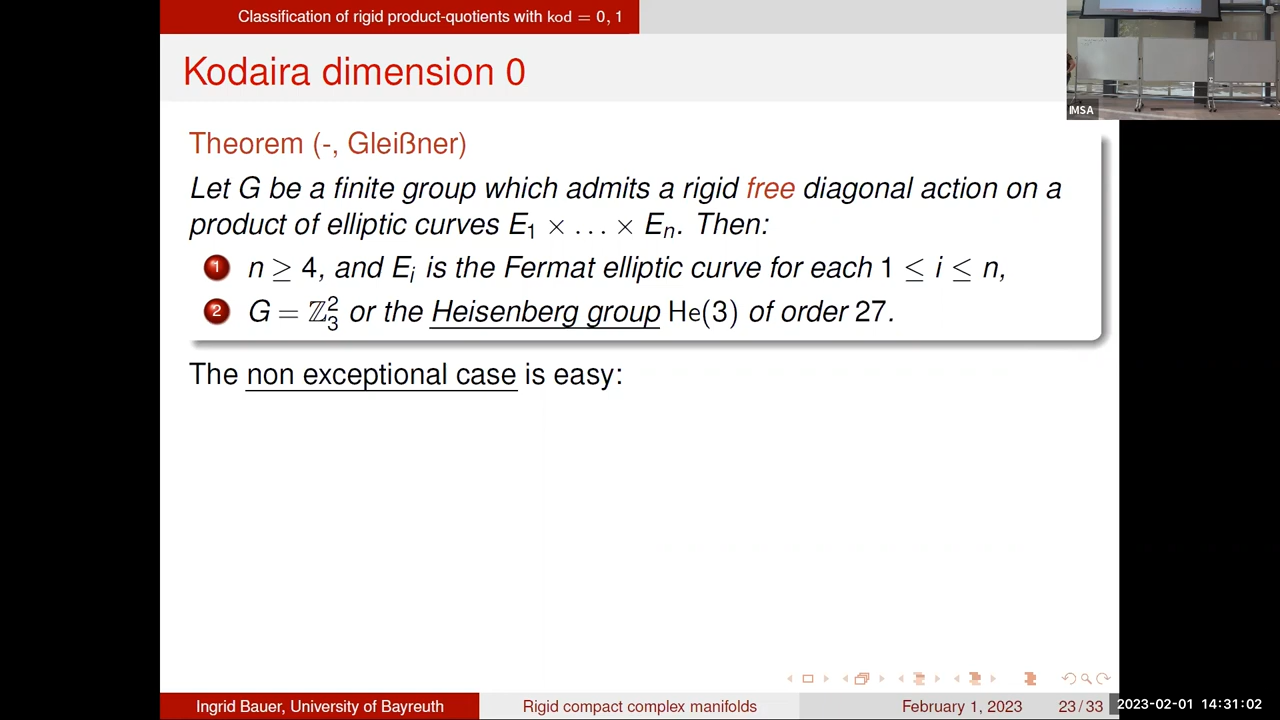 Classification of rigid product-quotients with kod = 0, 1
Kodaira dimension 0
IMSA
Theorem (-, Gleißner)
Let G be a finite group which admits a rigid free diagonal action on a
product of elliptic curves E₁ × … × Eₙ. Then:
1 n ≥ 4, and Eᵢ is the Fermat elliptic curve for each 1 ≤ i ≤ n,
2 G = ℤ₃² or the Heisenberg group He(3) of order 27.
The non exceptional case is easy:
Ingrid Bauer, University of Bayreuth Rigid compact complex manifolds February 1, 2023 23 / 33
2023-02-01 14:31:02